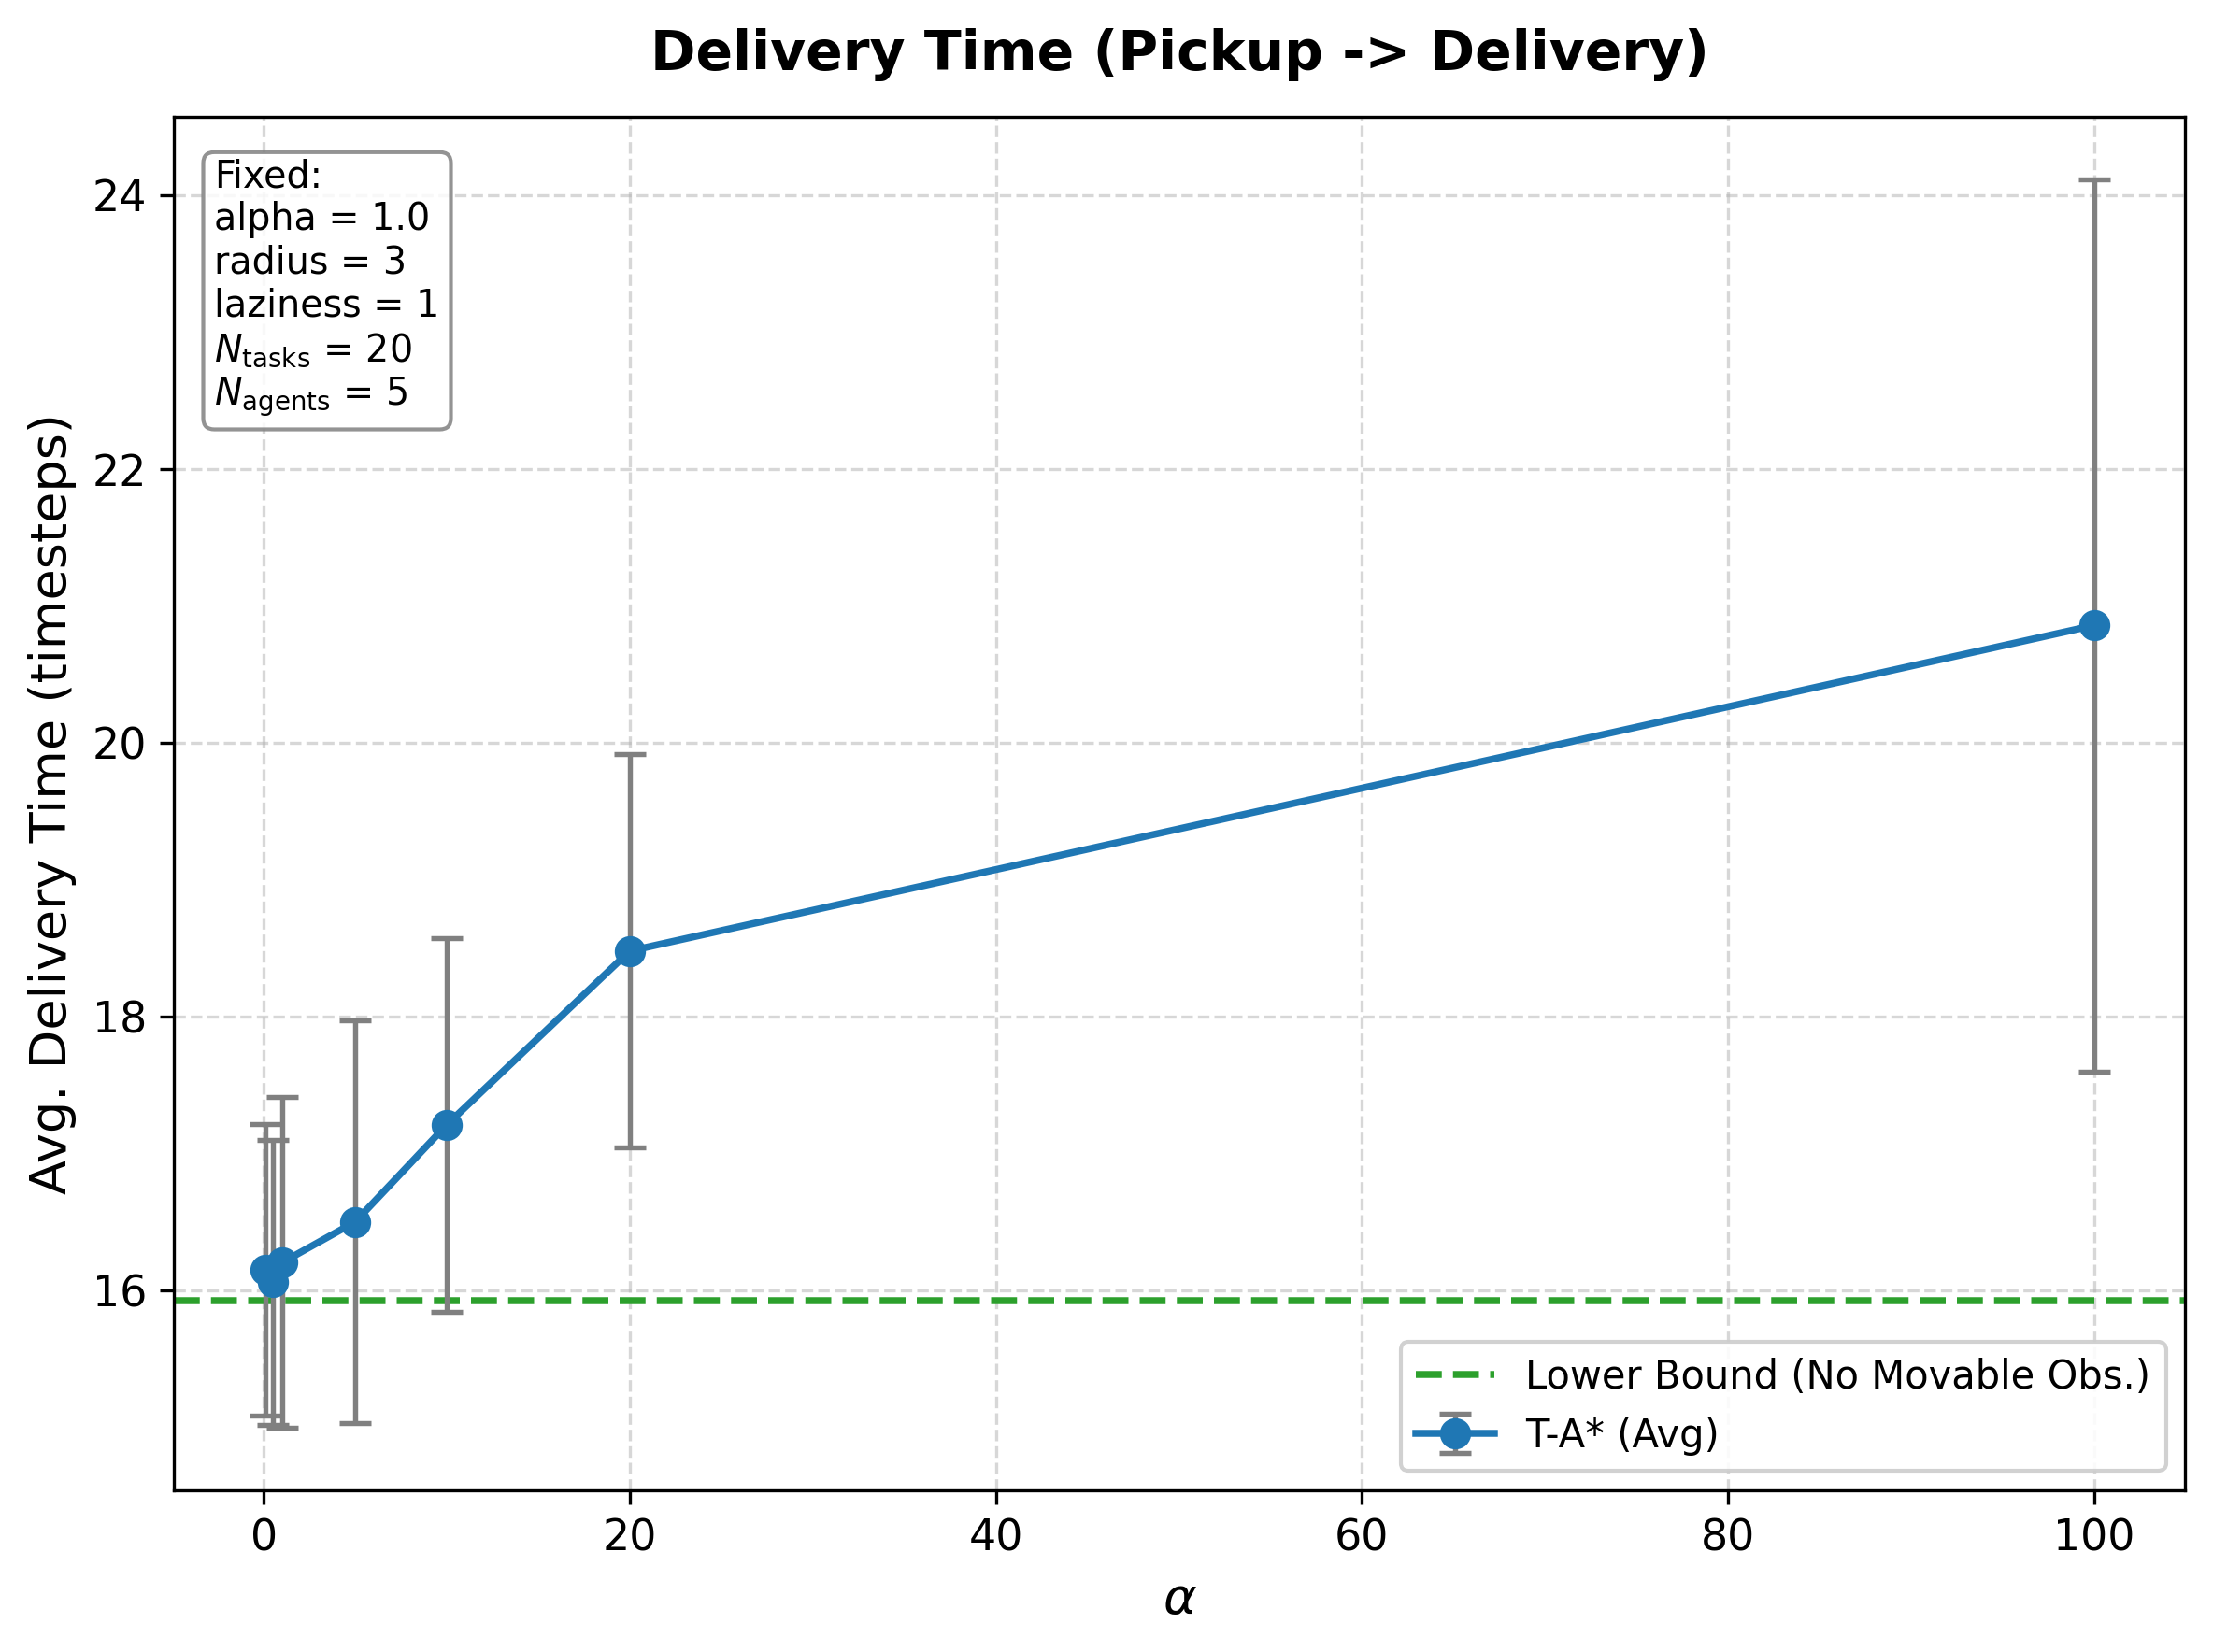 Delivery Time (Pickup -> Delivery)
Fixed:
alpha = 1.0
radius = 3
laziness = 1
N_tasks = 20
N_agents = 5
Avg. Delivery Time (timesteps)
24
22
20
18
16
Lower Bound (No Movable Obs.)
T-A* (Avg)
0 20 40 60 80 100
α